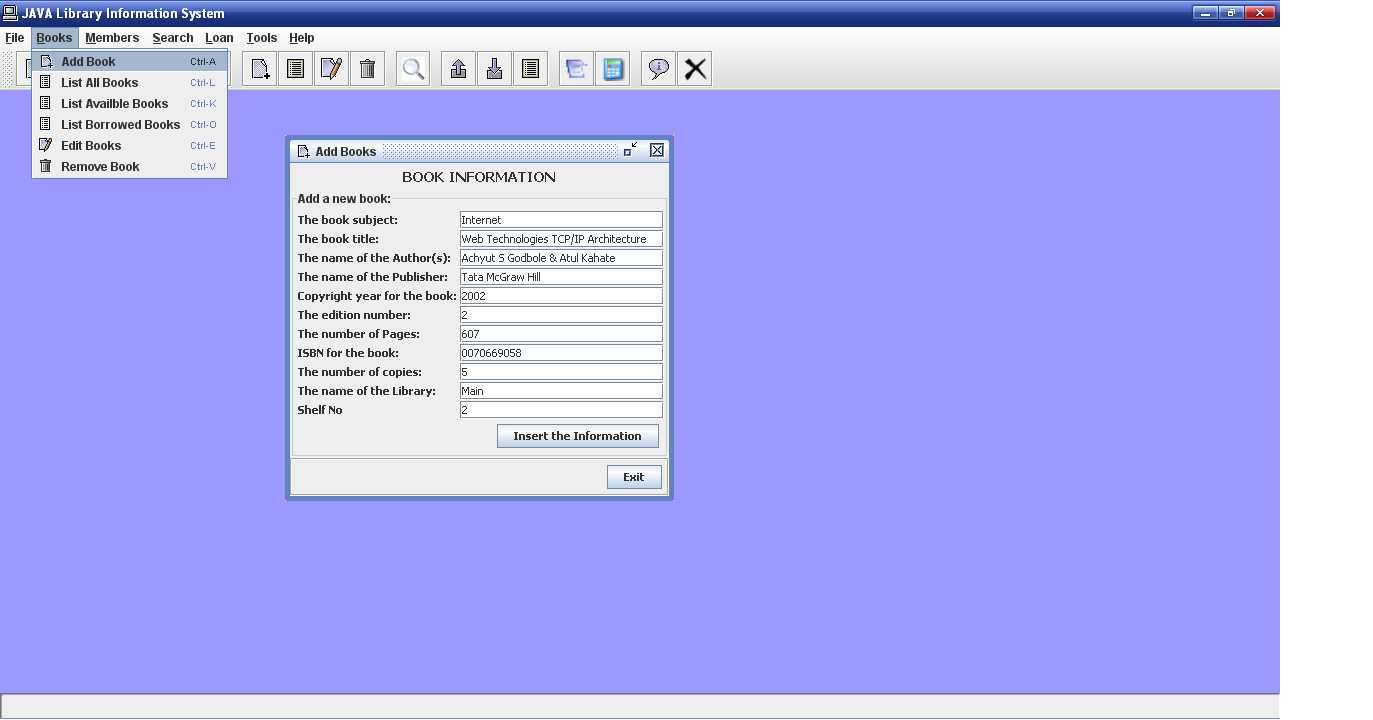 JAVA Library Information System
File Books Members Search Loan Tools Help
Add Book Ctrl-A
List All Books Ctrl-L
List Availble Books Ctrl-K
List Borrowed Books Ctrl-O
Edit Books Ctrl-E
Remove Book Ctrl-V
Add Books
BOOK INFORMATION
Add a new book:
The book subject: Internet
The book title: Web Technologies TCP/IP Architecture
The name of the Author(s): Achyut S Godbole & Atul Kahate
The name of the Publisher: Tata McGraw Hill
Copyright year for the book: 2002
The edition number: 2
The number of Pages: 607
ISBN for the book: 0070669058
The number of copies: 5
The name of the Library: Main
Shelf No 2
Insert the Information
Exit